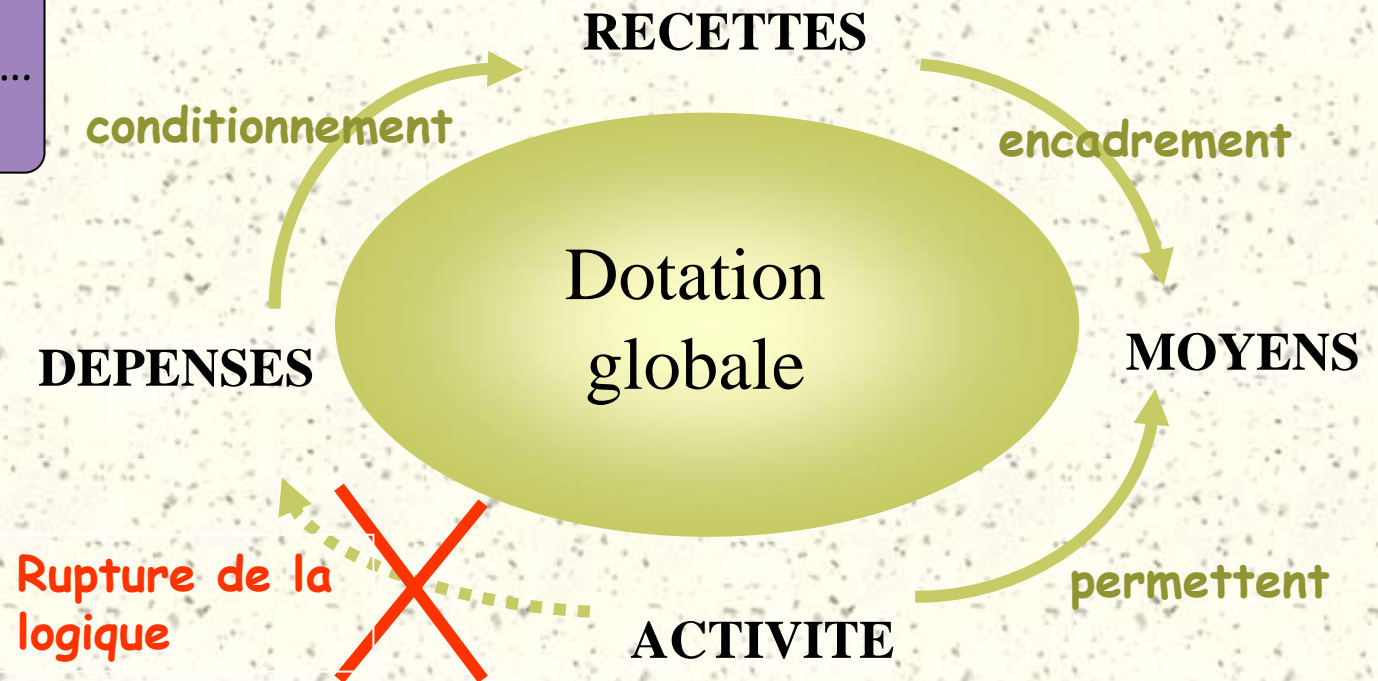 RECETTES
...
conditionnement
encadrement
Dotation
globale
DEPENSES
MOYENS
Rupture de la
logique
permettent
ACTIVITE